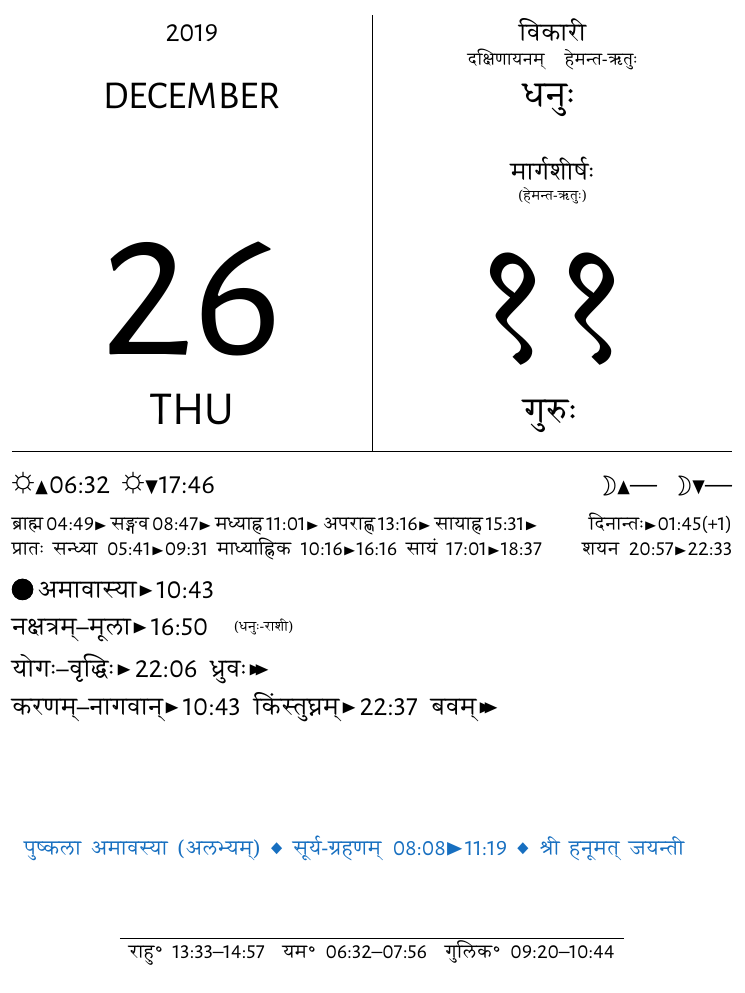 2019
DECEMBER
26
THU
विकारी
दक्षिणायनम् हेमन्त-ऋतुः
धनुः
मार्गशीर्षः
(हेमन्त-ऋतुः)
११
गुरुः
☼▲06:32 ☼▼17:46 ☽▲— ☽▼—
ब्राह्म 04:49► सङ्गव 08:47► मध्याह्न 11:01► अपराह्ण 13:16► सायाह्न 15:31► दिनान्तः►01:45(+1)
प्रातः सन्ध्या 05:41►09:31 माध्याह्निक 10:16►16:16 सायं 17:01►18:37 शयन 20:57►22:33
●अमावास्या►10:43
नक्षत्रम्–मूला►16:50 (धनुः-राशी)
योगः–वृद्धिः►22:06 ध्रुवः►►
करणम्–नागवान्►10:43 किंस्तुघ्नम्►22:37 बवम्►►
पुष्कला अमावस्या (अलभ्यम्) ◆ सूर्य-ग्रहणम् 08:08►11:19 ◆ श्री हनूमत् जयन्ती
राहु° 13:33–14:57 यम° 06:32–07:56 गुलिक° 09:20–10:44